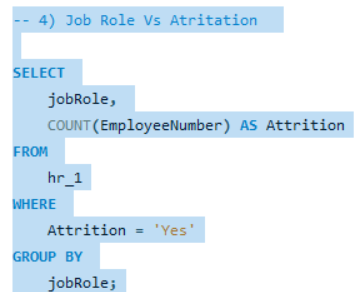 -- 4) Job Role Vs Atritation
SELECT
jobRole,
COUNT(EmployeeNumber) AS Attrition
FROM
hr_1
WHERE
Attrition = 'Yes'
GROUP BY
jobRole;